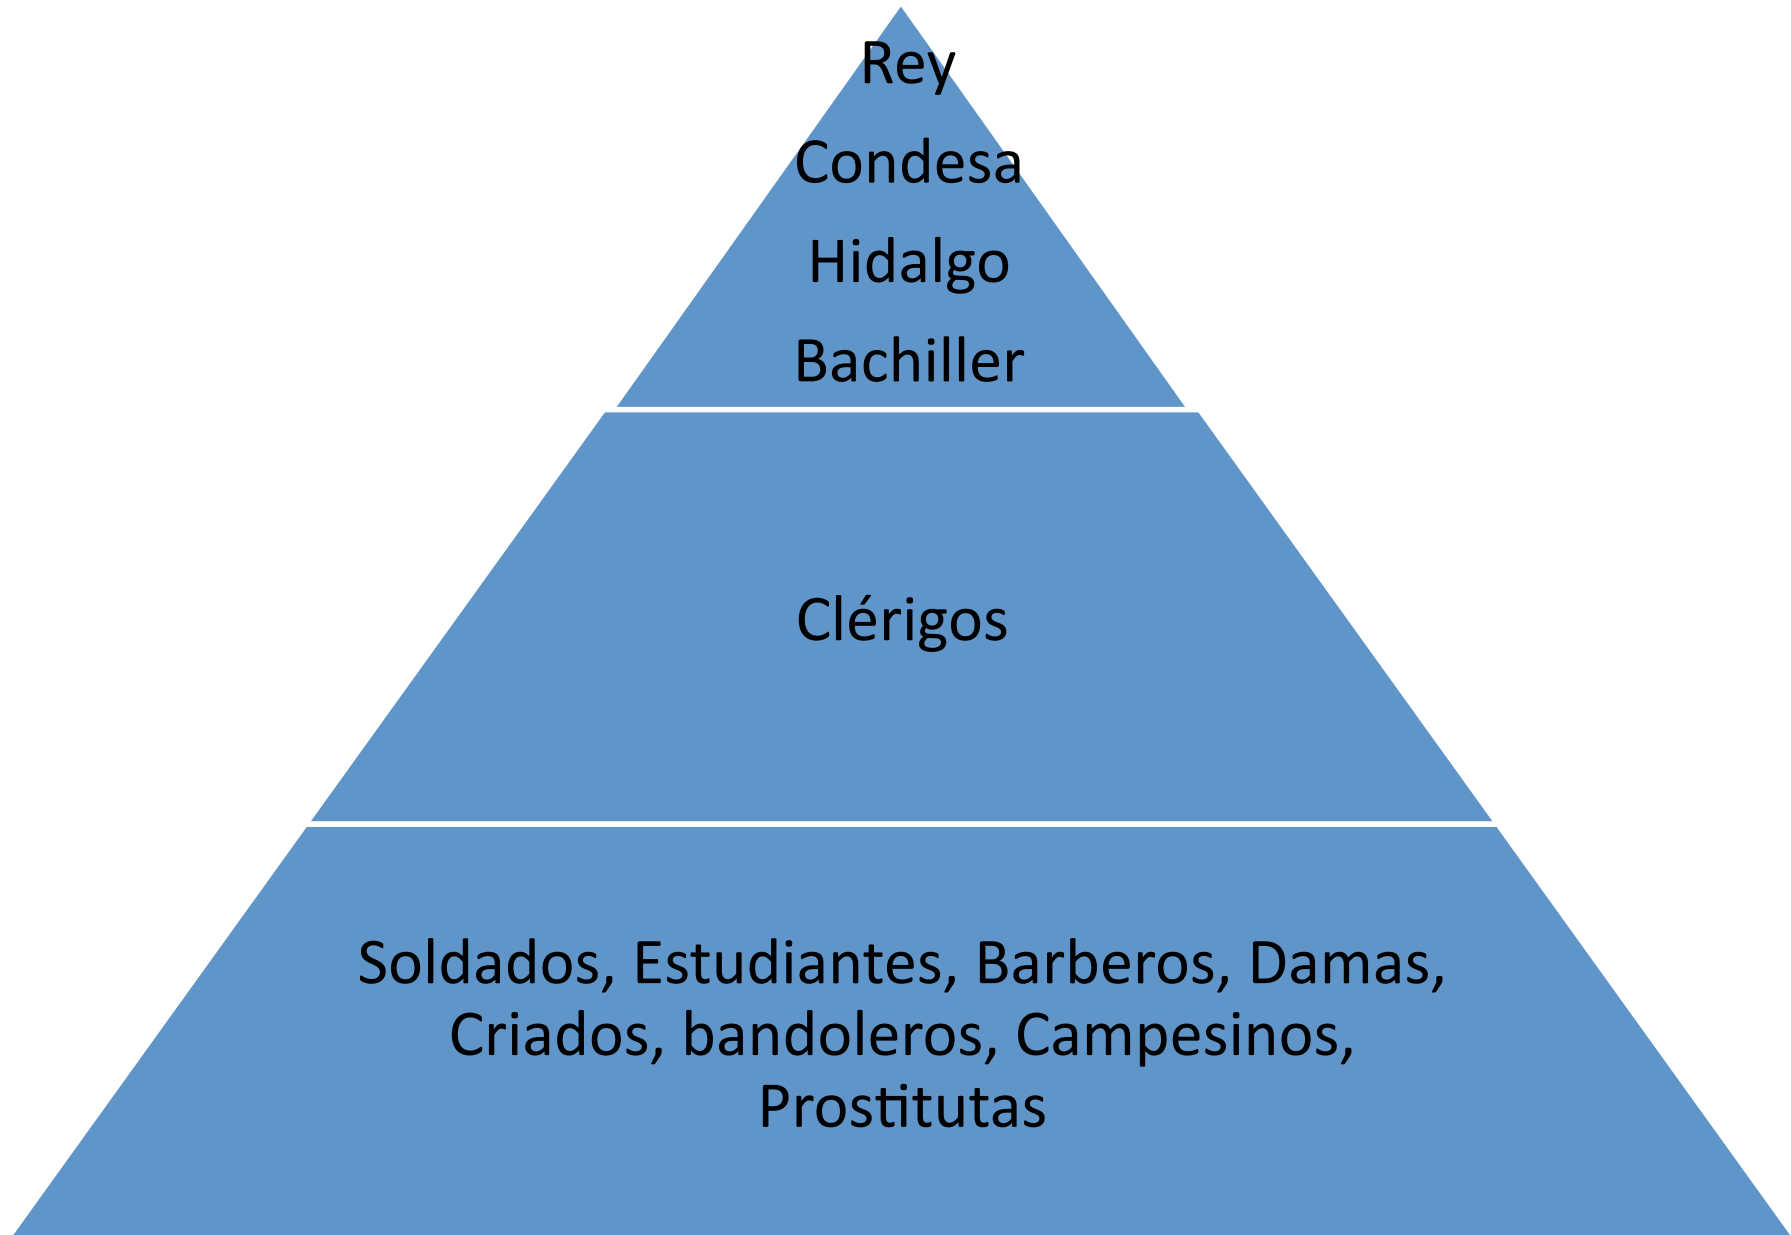 Rey
Condesa
Hidalgo
Bachiller
Clérigos
Soldados, Estudiantes, Barberos, Damas,
Criados, bandoleros, Campesinos,
Prostitutas